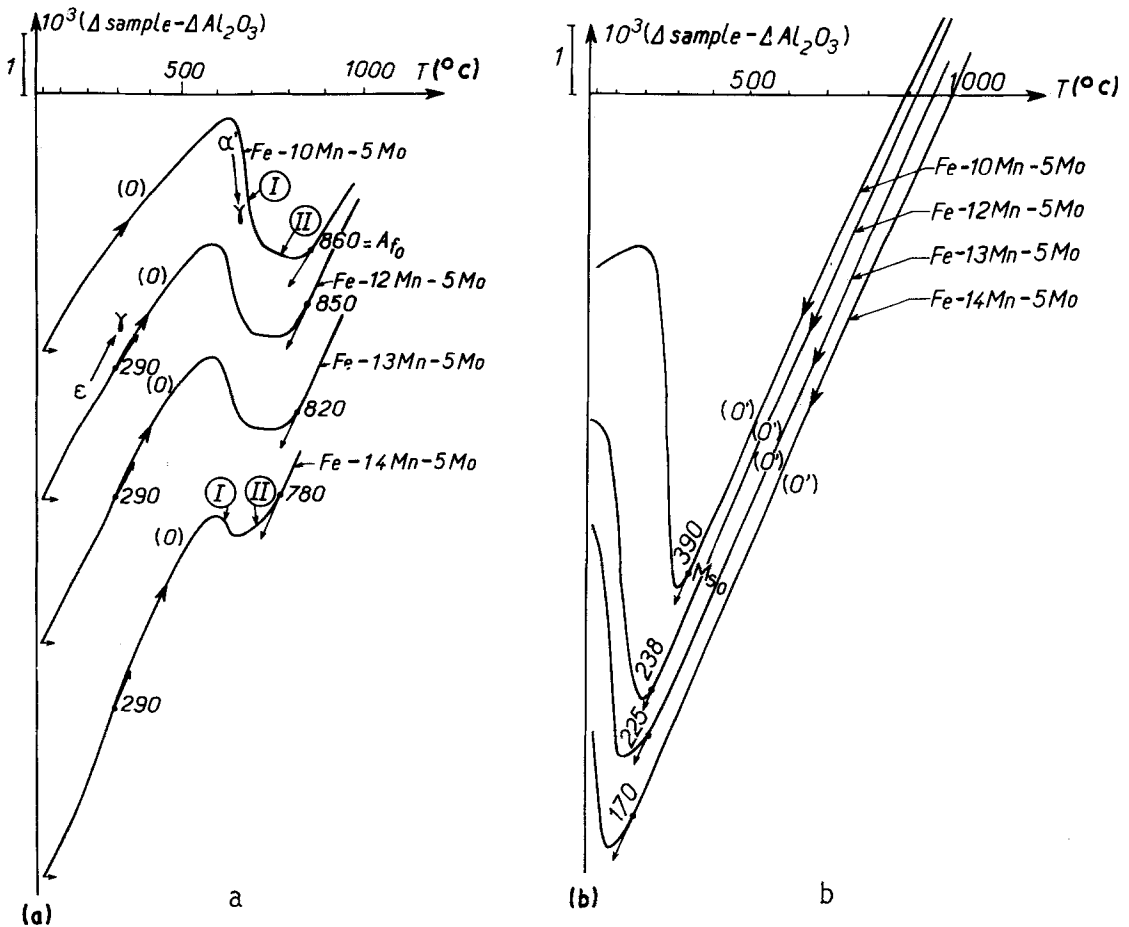 10³(Δ sample-Δ Al₂O₃)
1
500
1000
T(°c)
α'
Fe-10Mn-5Mo
(0)
I
γ
II
860=Af₀
(0)
Fe-12Mn-5Mo
850
γ
ε
290
(0)
Fe-13Mn-5Mo
820
290
Fe-14Mn-5Mo
I
II
780
(0)
290
(a)
a
10³(Δ sample-Δ Al₂O₃)
1
500
1000
T(°c)
Fe-10Mn-5Mo
Fe-12Mn-5Mo
Fe-13Mn-5Mo
Fe-14Mn-5Mo
(0')
(0')
(0')
(0')
390
Ms₀
238
225
170
(b)
b